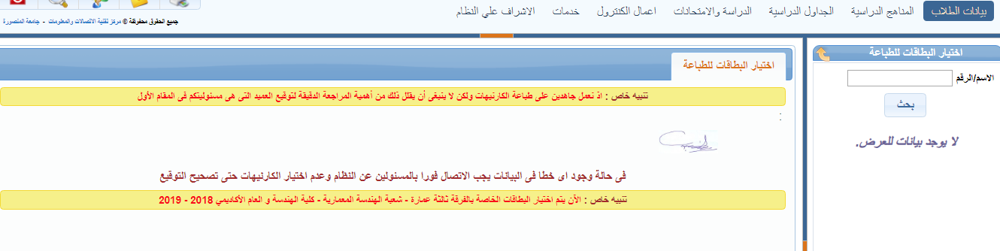 بيانات الطلاب
المناهج الدراسية
الجداول الدراسية
الدراسة والامتحانات
اعمال الكنترول
خدمات
الاشراف علي النظام
جميع الحقوق محفوظة © مركز تقنية الاتصالات والمعلومات - جامعة المنصورة
اختيار البطاقات للطباعة
الاسم/الرقم
بحث
لا يوجد بيانات للعرض.
اختيار البطاقات للطباعة
تنبيه خاص : اذ نعمل جاهدين على طباعة الكارنيهات ولكن لا ينبغى أن يقلل ذلك من أهمية المراجعة الدقيقة لتوقيع العميد التى هى مسئوليتكم فى المقام الأول
:
فى حالة وجود اى خطا فى البيانات يجب الاتصال فورا بالمسئولين عن النظام وعدم اختيار الكارنيهات حتى تصحيح التوقيع
تنبيه خاص : الآن يتم اختيار البطاقات الخاصة بالفرقة ثالثة عمارة - شعبة الهندسة المعمارية - كلية الهندسة و العام الأكاديمي 2018 - 2019